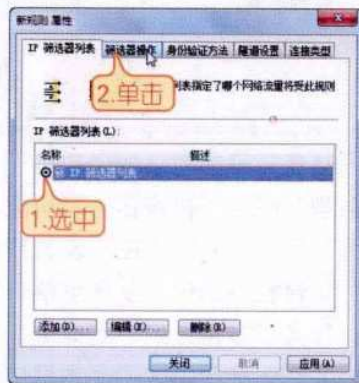 新规则 属性
IP 筛选器列表 筛选器操作 身份验证方法 隧道设置 连接类型
2.单击
列表指定了哪个网络流量将受此规则
IP 筛选器列表(L):
名称 描述
新 IP 筛选器列表
1.选中
添加(D)... 编辑(E)... 删除(R)
关闭 取消 应用(A)